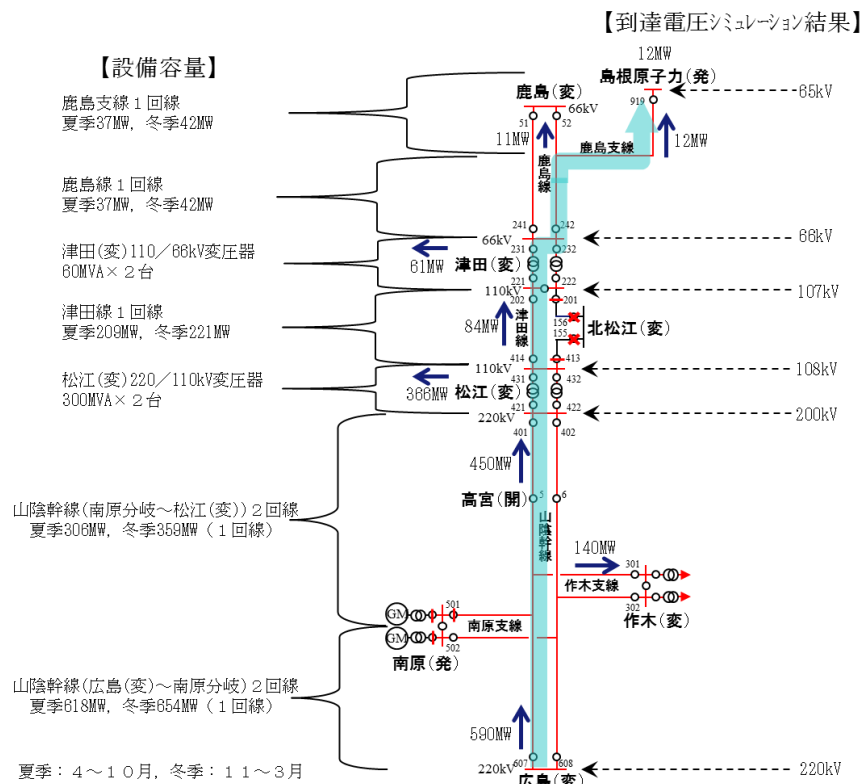 【到達電圧シミュレーション結果】
【設備容量】
12MW
島根原子力(発)
鹿島(変)
65kV
919
鹿島支線１回線
夏季37MW, 冬季42MW
66kV
51
52
11MW
鹿島線
鹿島支線
12MW
鹿島線１回線
夏季37MW, 冬季42MW
241
242
66kV
66kV
231
232
61MW
津田(変)110／66kV変圧器
60MVA×２台
津田(変)
221
222
110kV
107kV
202
201
津田線１回線
夏季209MW, 冬季221MW
84MW
津田線
156
155
北松江(変)
414
413
110kV
108kV
431
432
松江(変)220／110kV変圧器
300MVA×２台
366MW
松江(変)
421
422
220kV
200kV
401
402
450MW
高宮(開)
5
6
山陰幹線(南原分岐～松江(変))２回線
夏季306MW, 冬季359MW（１回線）
山陰幹線
140MW
301
作木支線
302
作木(変)
501
GM
南原支線
GM
502
南原(発)
山陰幹線(広島(変)～南原分岐)２回線
夏季618MW, 冬季654MW（１回線）
590MW
607
608
220kV
220kV
広島(変)
夏季：４～１０月, 冬季：１１～３月